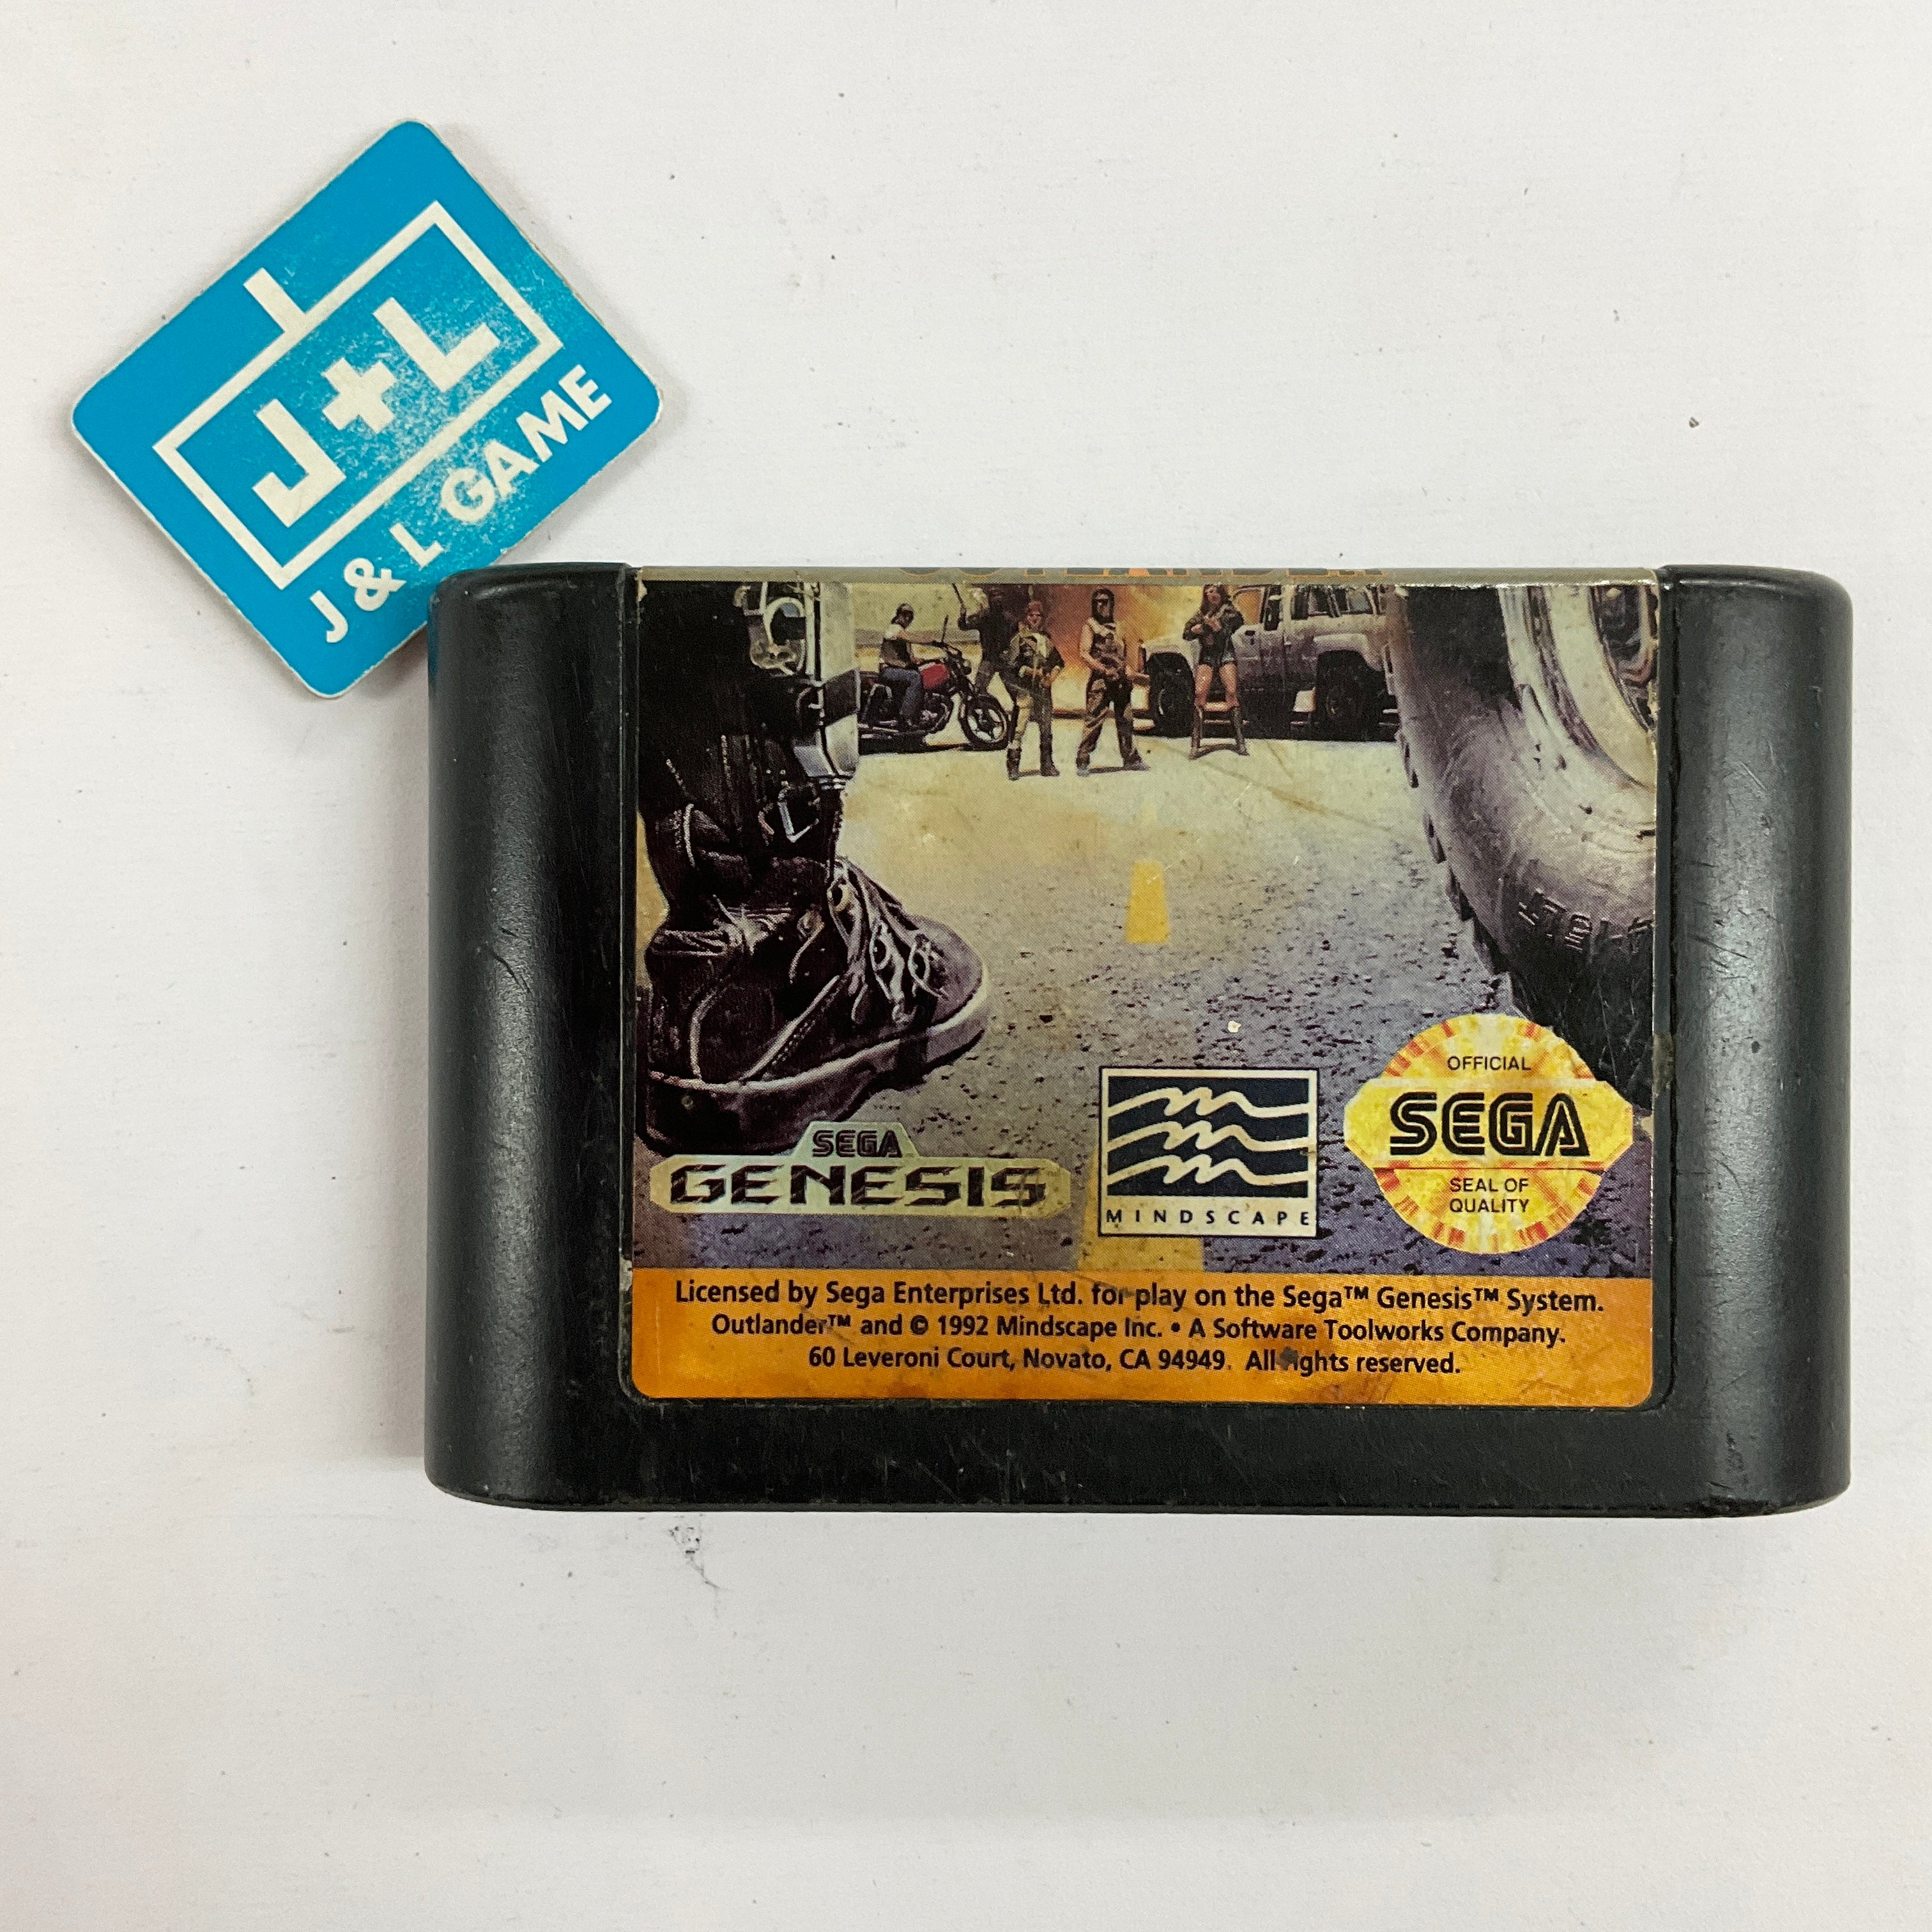 J+L
J & L GAME
OUTLANDER
SEGA
GENESIS
MINDSCAPE
OFFICIAL
SEGA
SEAL OF
QUALITY
Licensed by Sega Enterprises Ltd. for play on the Sega™ Genesis™ System.
Outlander™ and © 1992 Mindscape Inc. • A Software Toolworks Company.
60 Leveroni Court, Novato, CA 94949. All rights reserved.